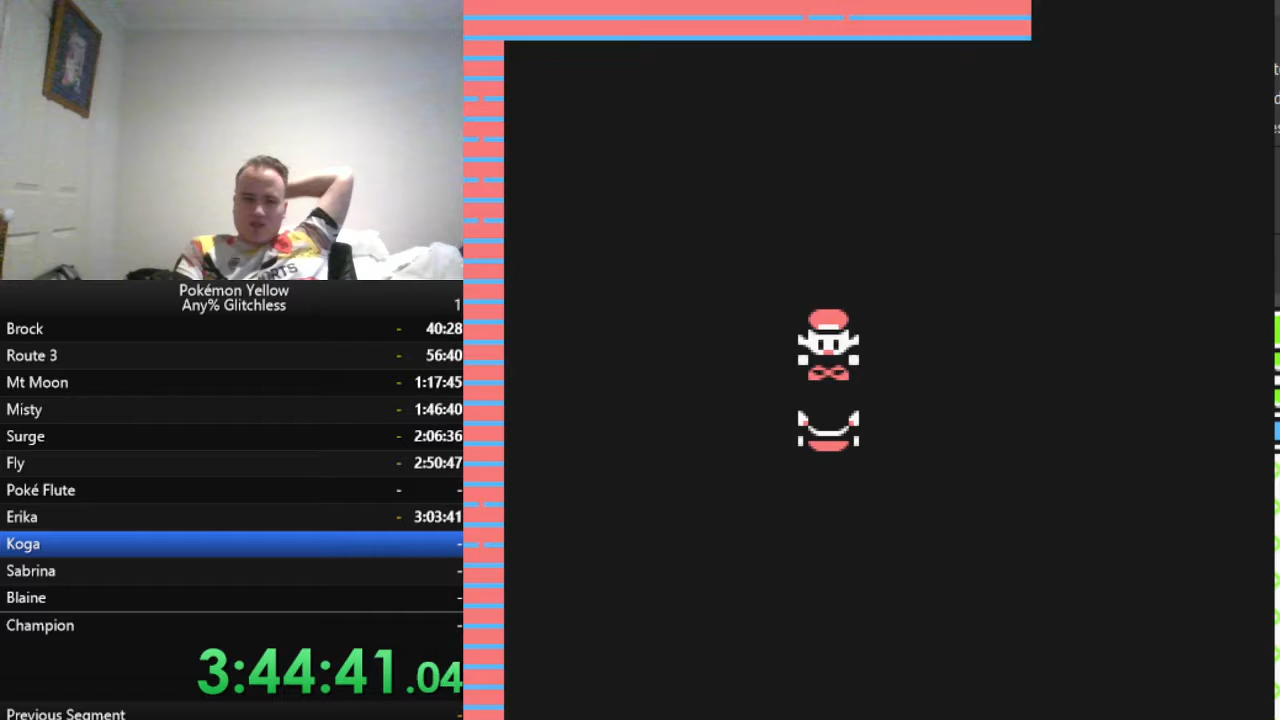 ORTS
Pokémon Yellow
Any% Glitchless
1
Brock - 40:28
Route 3 - 56:40
Mt Moon - 1:17:45
Misty - 1:46:40
Surge - 2:06:36
Fly - 2:50:47
Poké Flute - -
Erika - 3:03:41
Koga -
Sabrina -
Blaine -
Champion -
3:44:41.04
Previous Segment -